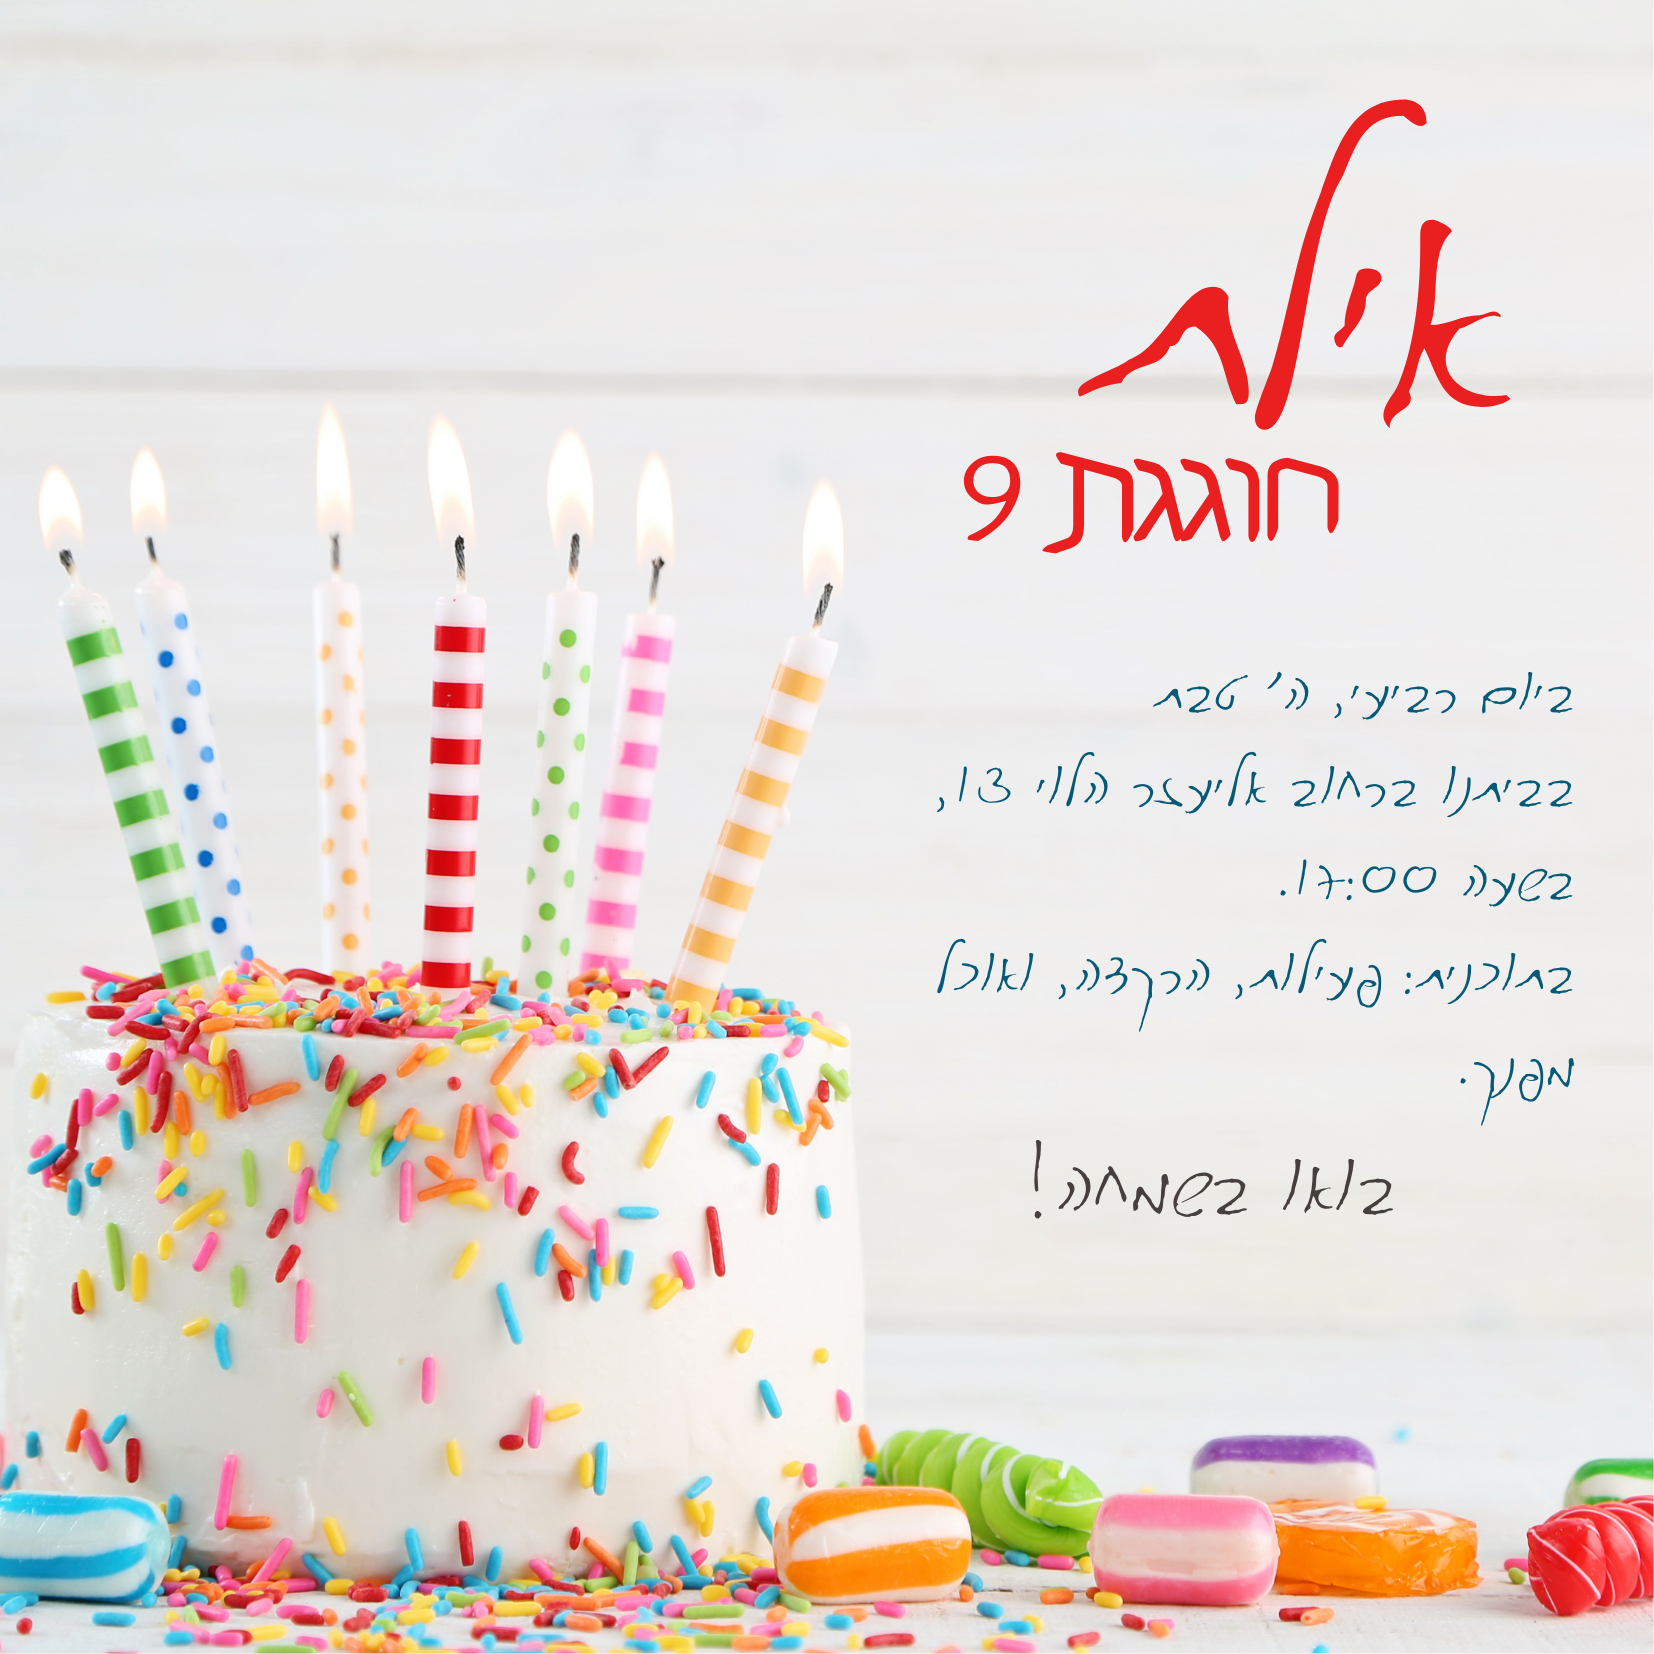 אילת
חוגגת 9
ביום רביעי, ה' טבת
בביתנו ברחוב אליעזר הלוי 13,
בשעה 17:00.
בתוכנית: פעילות, הרקדה, ואוכל
מפנק.
בואו בשמחה!